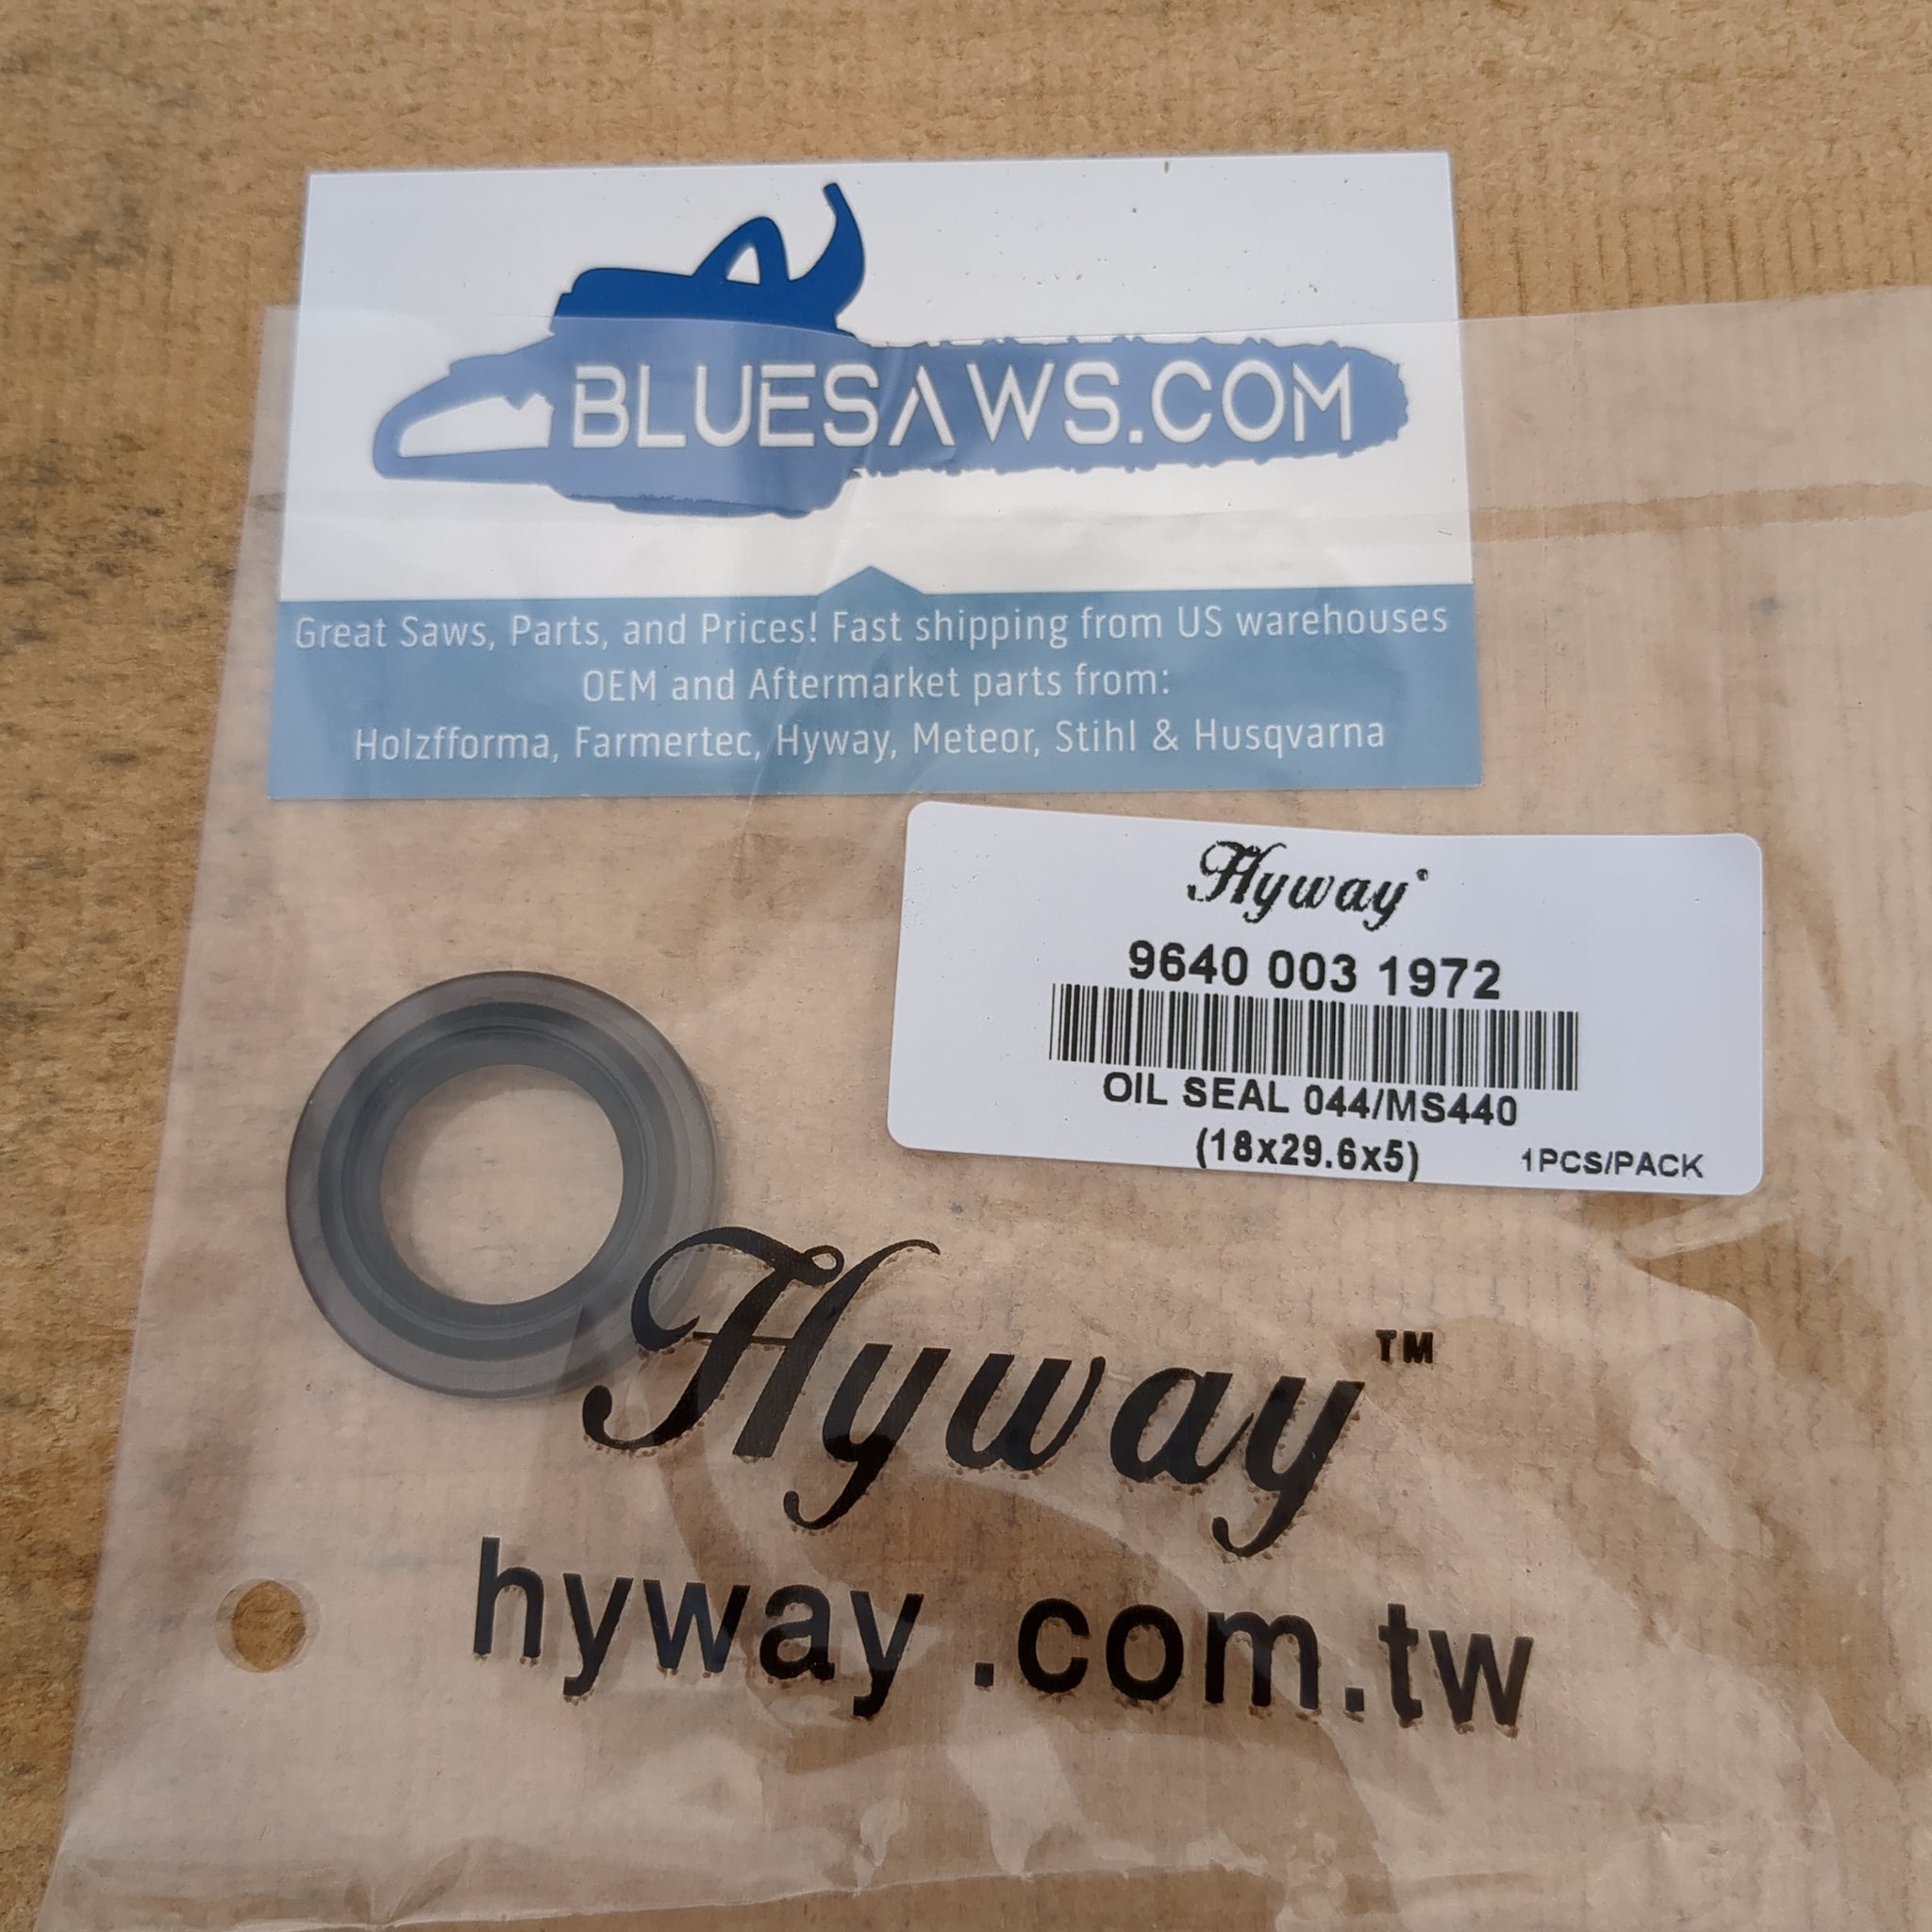 BLUESAWS.COM
Great Saws, Parts, and Prices! Fast shipping from US warehouses
OEM and Aftermarket parts from:
Holzfforma, Farmertec, Hyway, Meteor, Stihl & Husqvarna
Hyway®
9640 003 1972
OIL SEAL 044/MS440
(18x29.6x5) 1PCS/PACK
Hyway™
hyway .com.tw